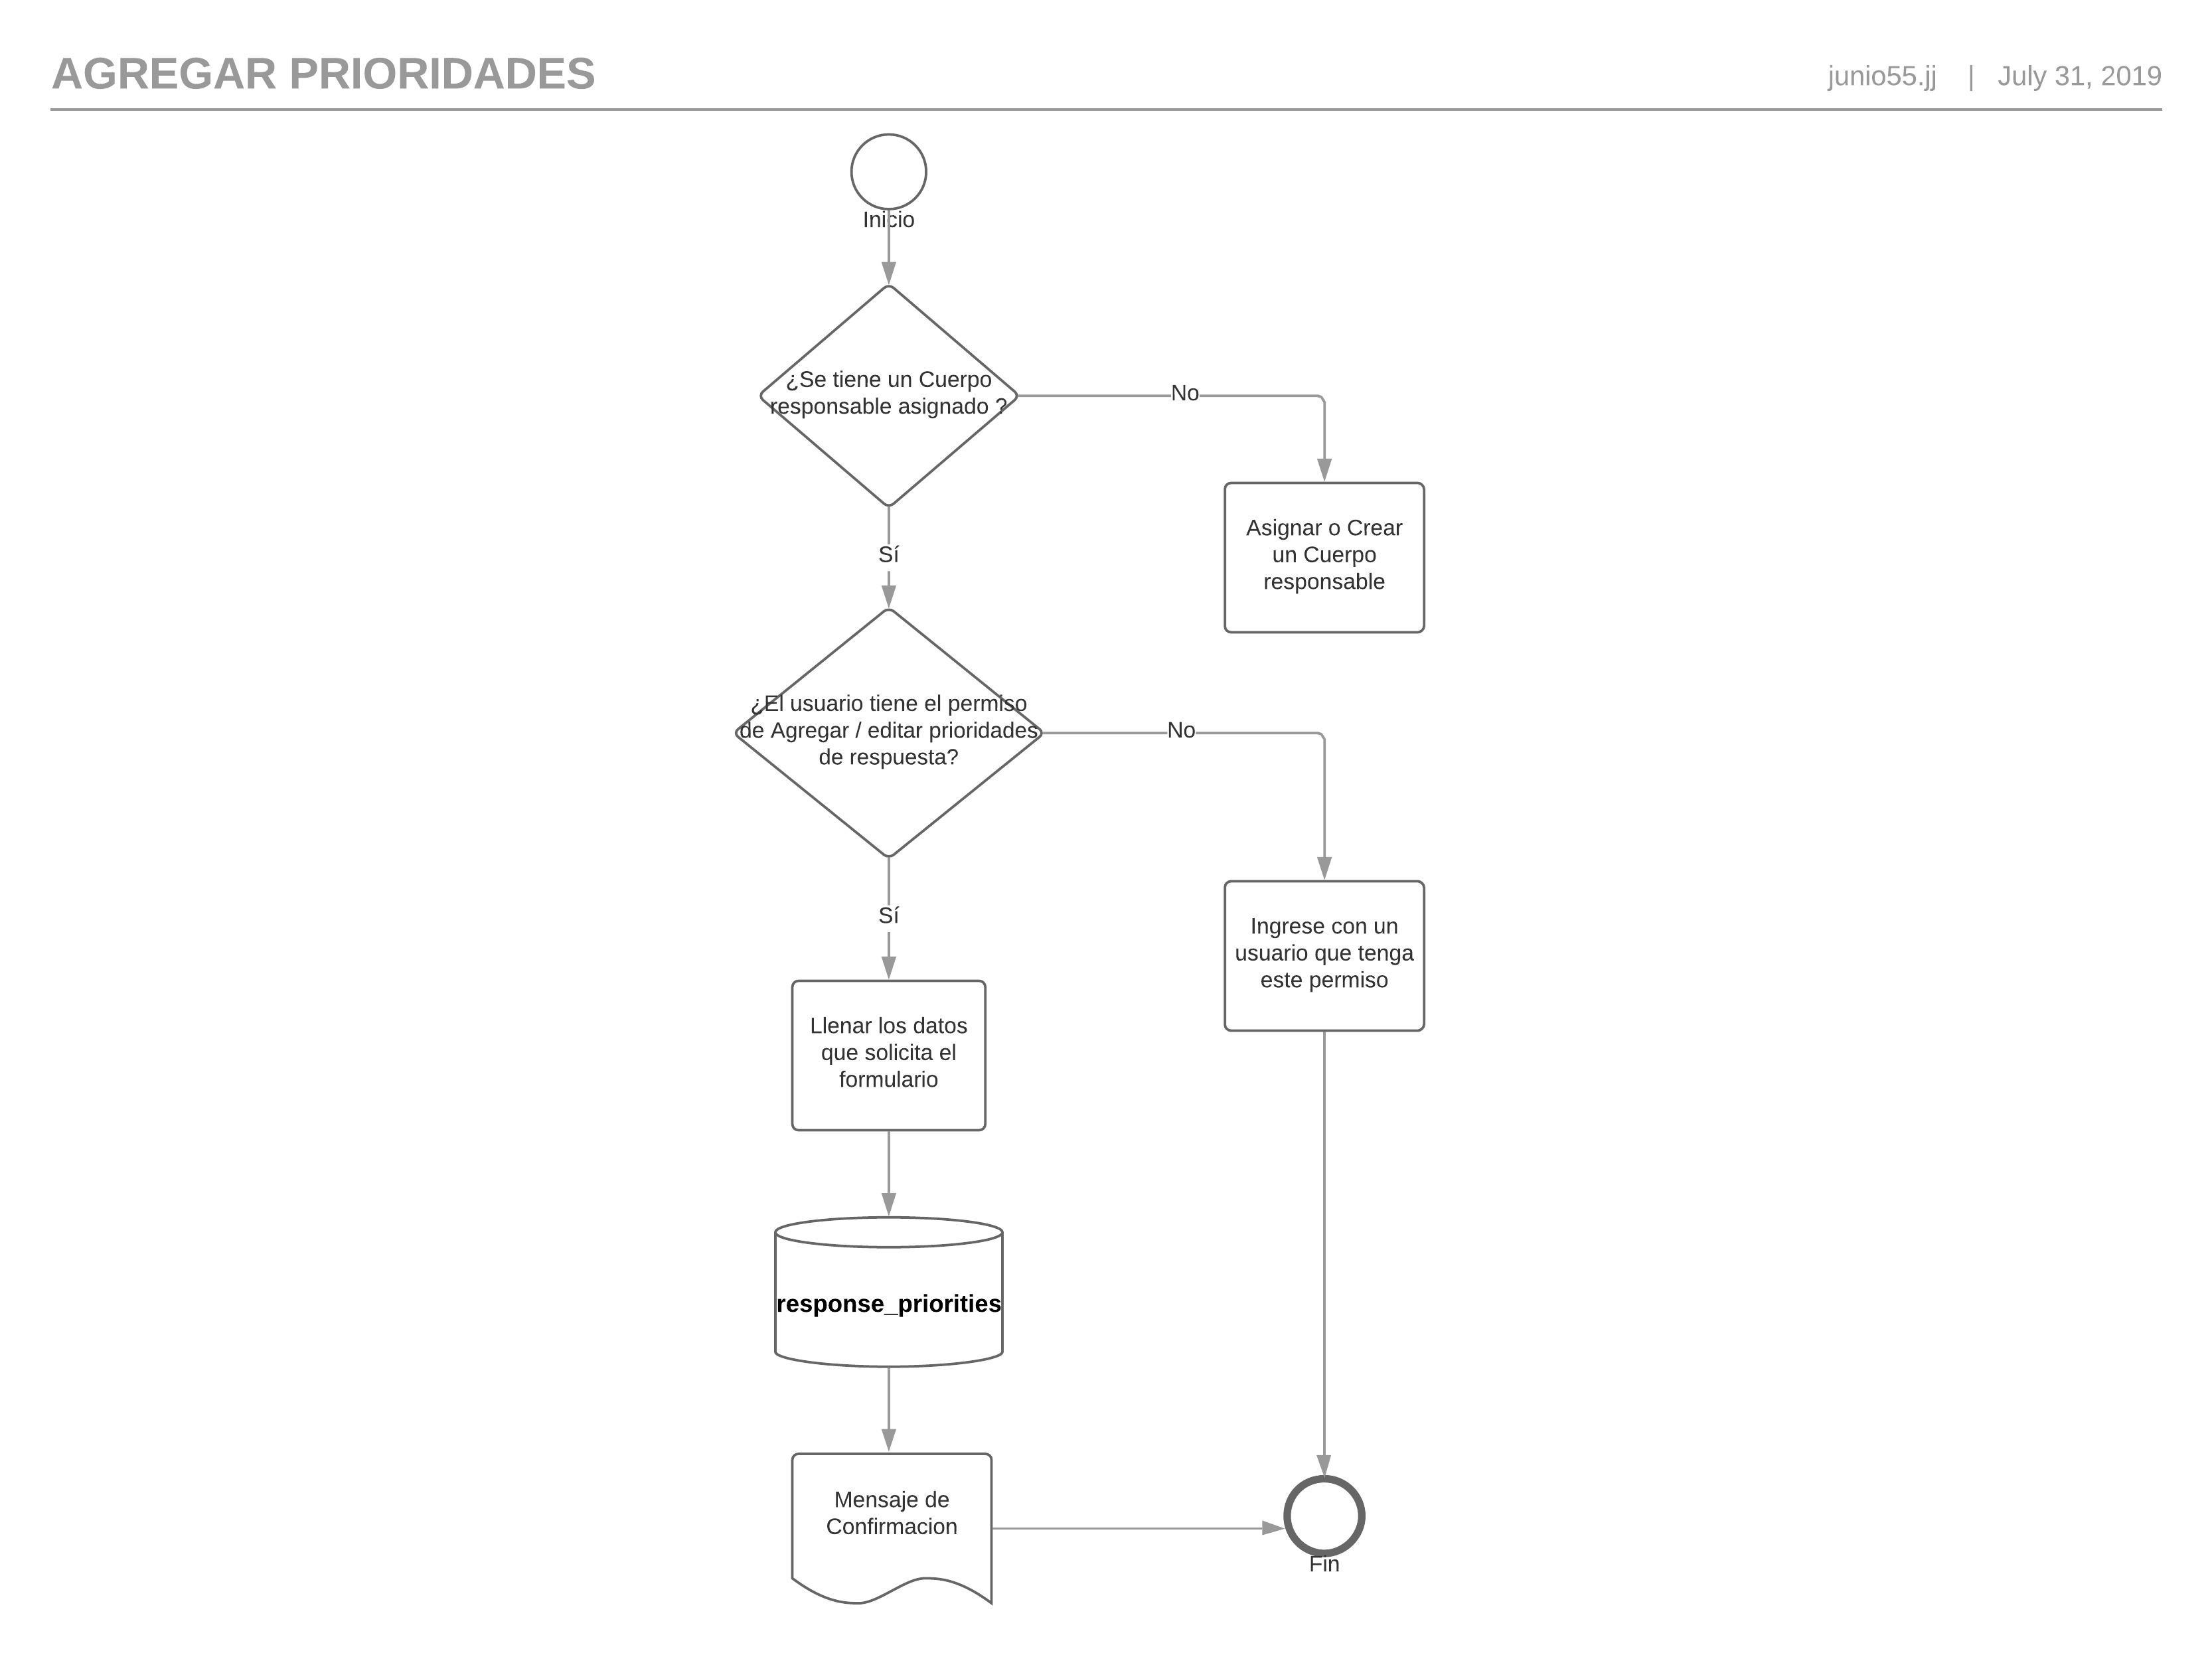 AGREGAR PRIORIDADES
junio55.jj | July 31, 2019
Inicio
¿Se tiene un Cuerpo
responsable asignado ?
No
Asignar o Crear
un Cuerpo
responsable
Sí
¿El usuario tiene el permiso
de Agregar / editar prioridades
de respuesta?
No
Ingrese con un
usuario que tenga
este permiso
Sí
Llenar los datos
que solicita el
formulario
response_priorities
Mensaje de
Confirmacion
Fin